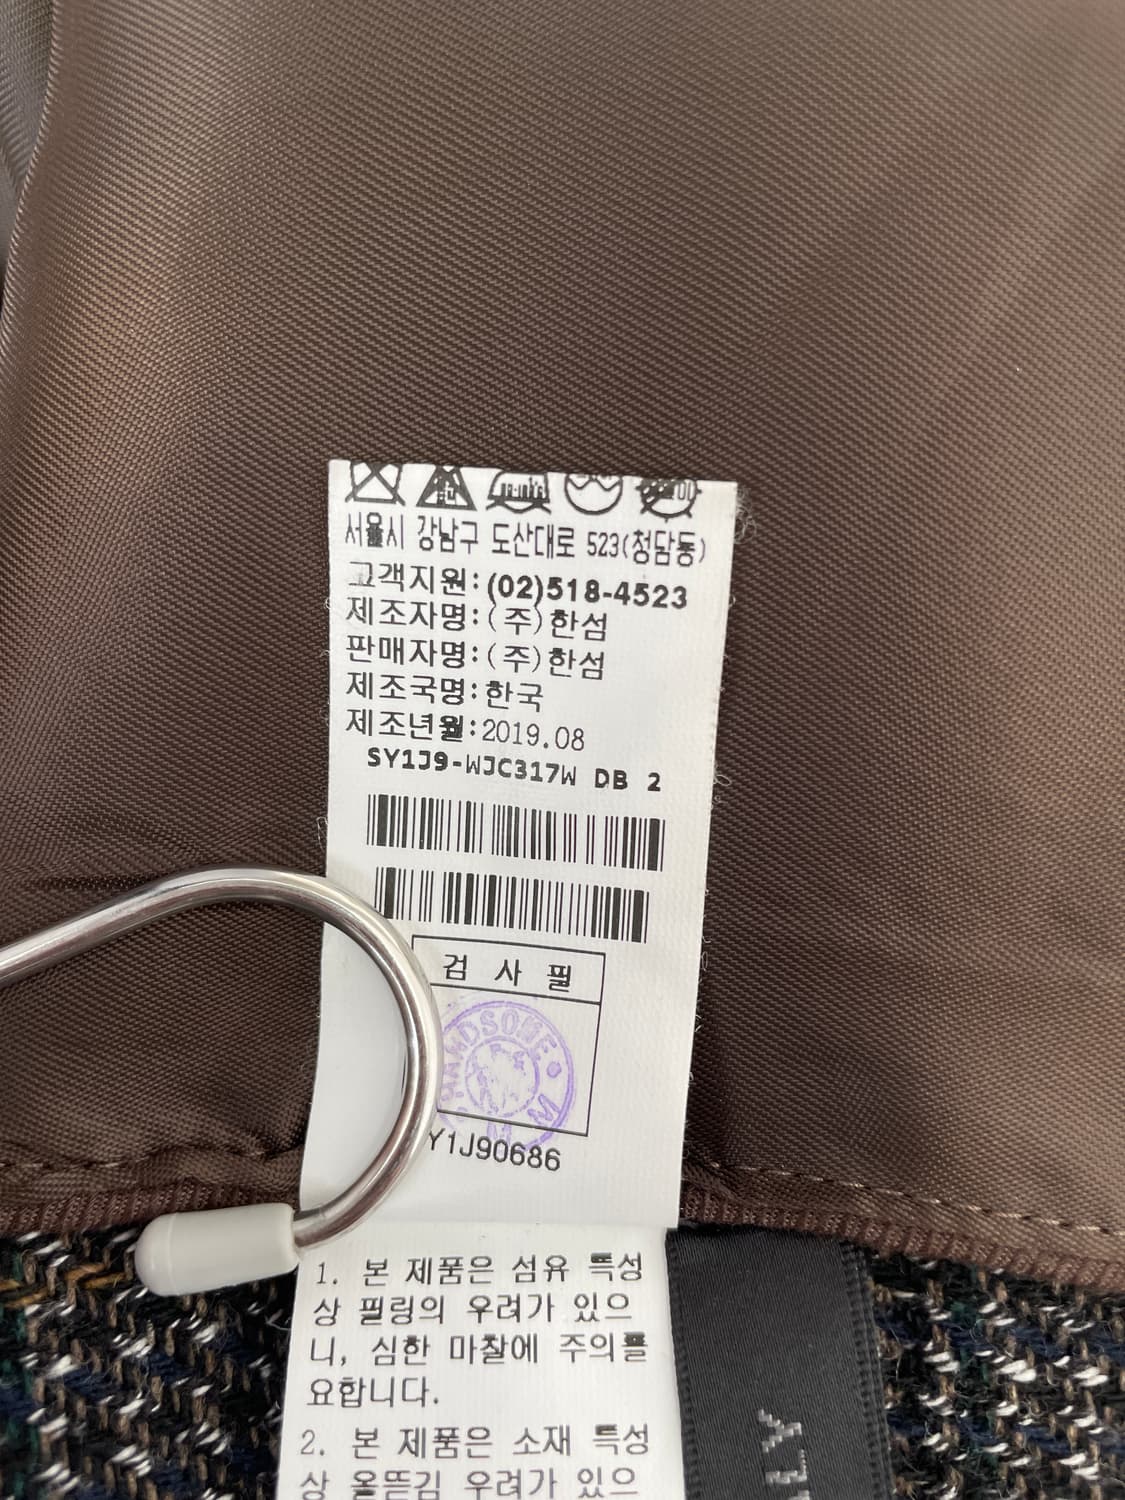 서울시 강남구 도산대로 523(청담동)
고객지원:(02)518-4523
제조자명:(주)한섬
판매자명:(주)한섬
제조국명:한국
제조년월:2019.08
SY1J9-WJC317W DB 2
검 사 필
HANDSOME
Y1J90686
1. 본 제품은 섬유 특성
상 필링의 우려가 있으
니, 심한 마찰에 주의를
요합니다.
2. 본 제품은 소재 특성
상 올뜯김 우려가 있으